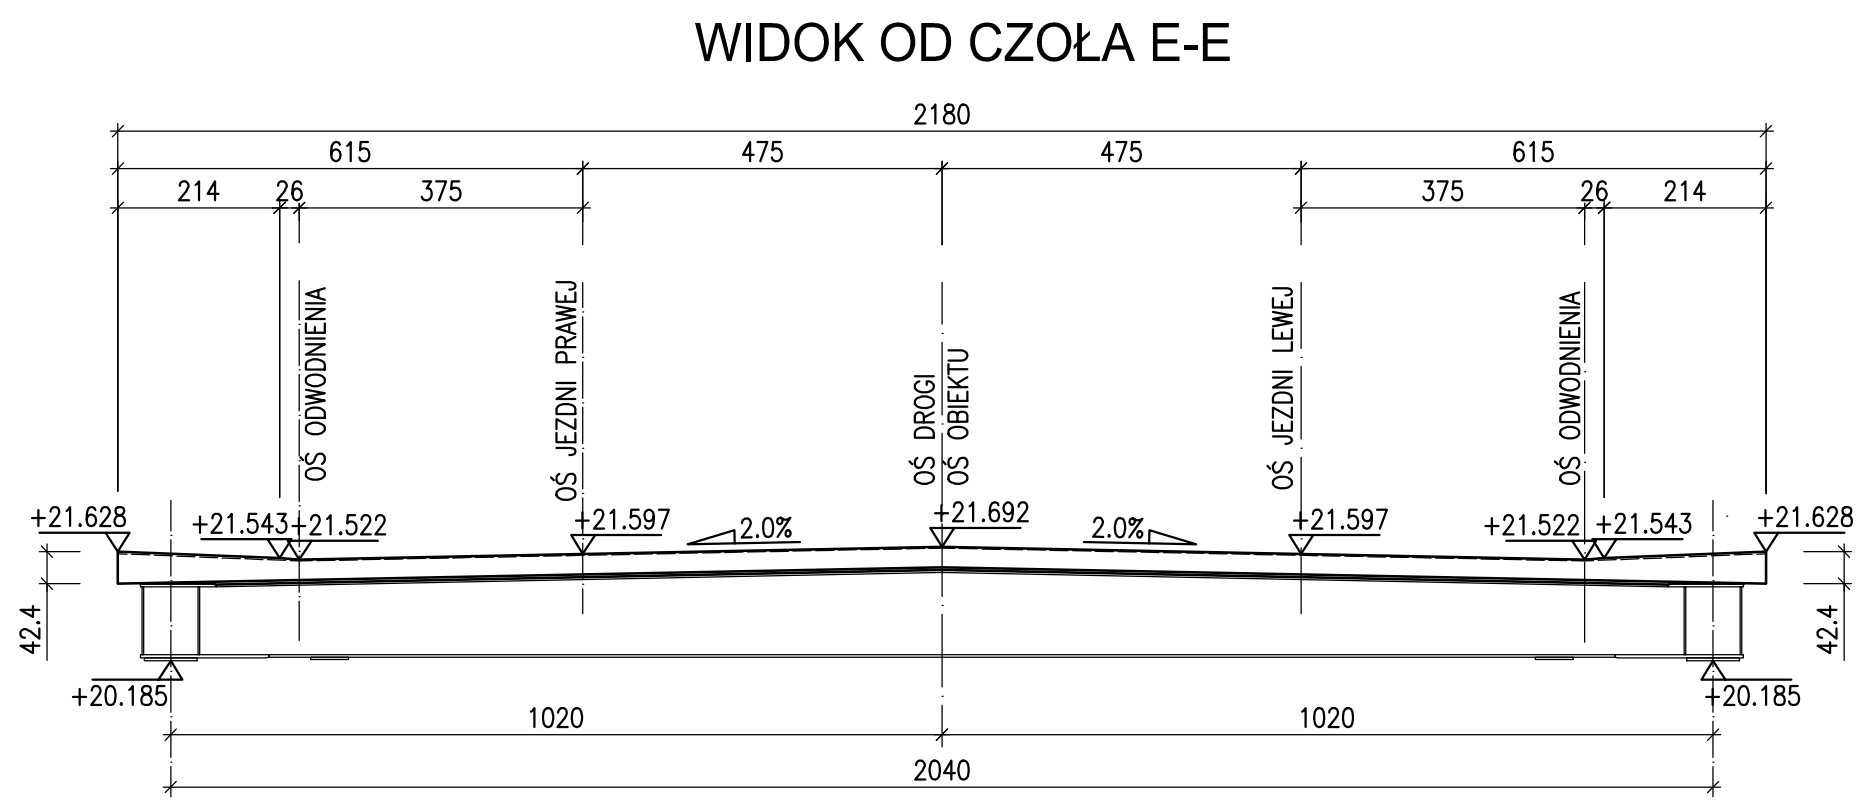 WIDOK OD CZOŁA E-E
2180
615 475 475 615
214 26 375 375 26 214
OŚ ODWODNIENIA
OŚ JEZDNI PRAWEJ
OŚ DROGI
OŚ OBIEKTU
OŚ JEZDNI LEWEJ
OŚ ODWODNIENIA
+21.628 +21.543 +21.522 +21.597 2.0% +21.692 2.0% +21.597 +21.522 +21.543 +21.628
42.4 42.4
+20.185 +20.185
1020 1020
2040